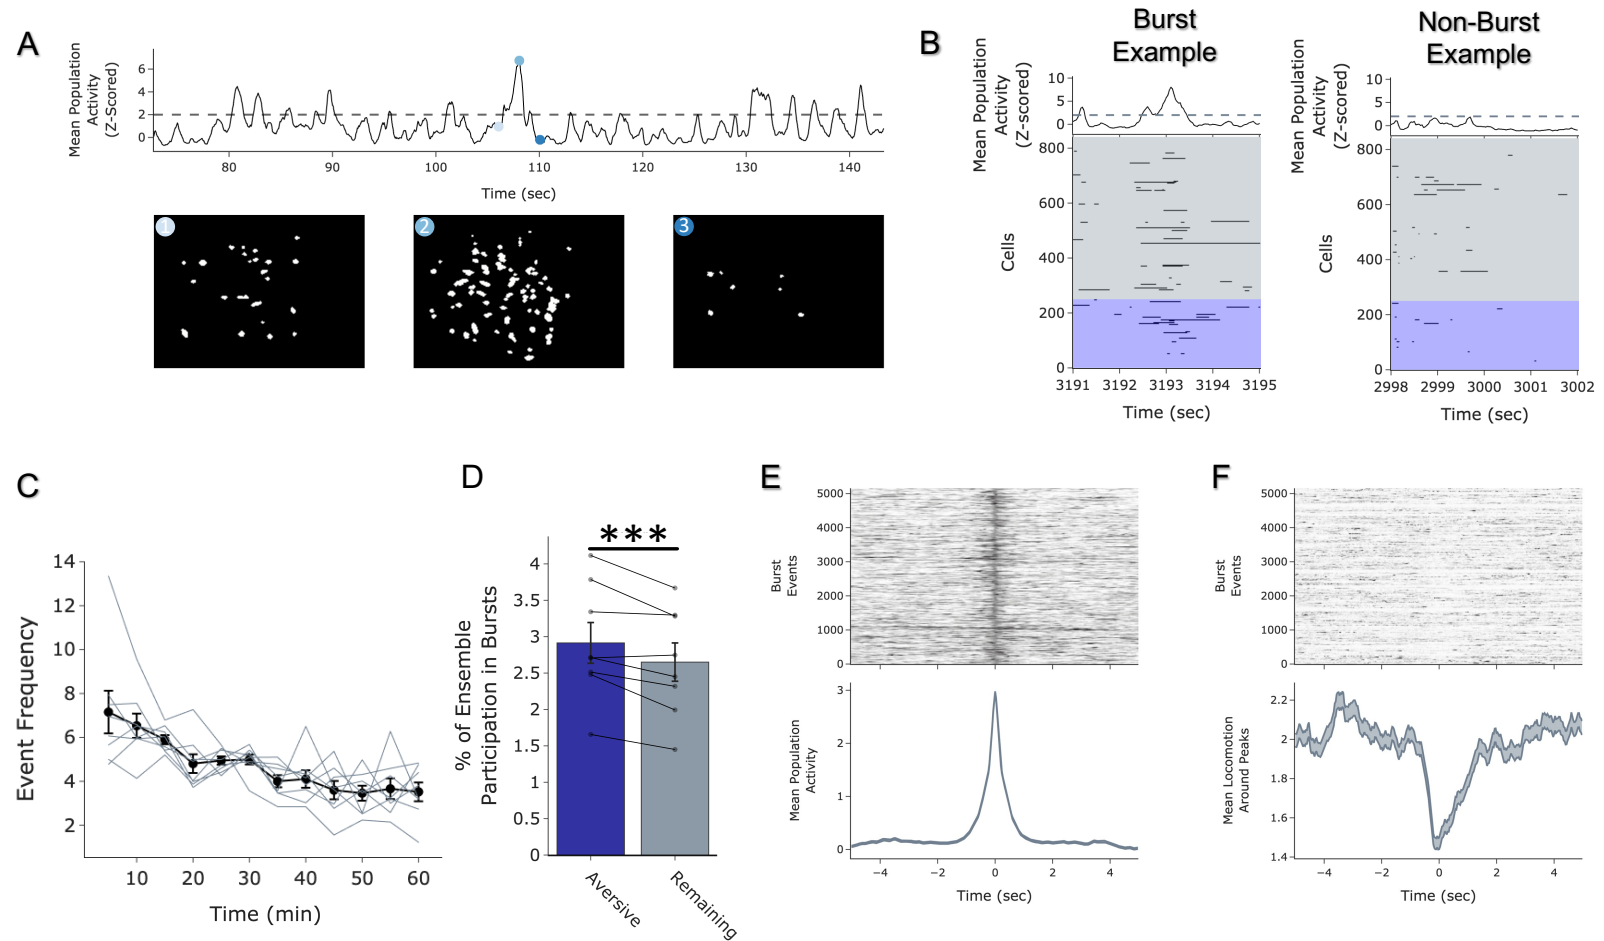 A
Mean Population
Activity
(Z-Scored)
6
4
2
0
80
90
100
110
120
130
140
Time (sec)
1
2
3
B
Burst
Example
Mean Population
Activity
(Z-scored)
10
5
0
Cells
800
600
400
200
0
3191
3192
3193
3194
3195
Time (sec)
Non-Burst
Example
Mean Population
Activity
(Z-scored)
10
5
0
Cells
800
600
400
200
0
2998
2999
3000
3001
3002
Time (sec)
C
Event Frequency
14
12
10
8
6
4
2
10
20
30
40
50
60
Time (min)
D
% of Ensemble
Participation in Bursts
***
4
3.5
3
2.5
2
1.5
1
0.5
0
Aversive
Remaining
E
Burst
Events
5000
4000
3000
2000
1000
0
Mean Population
Activity
3
2
1
0
−4
−2
0
2
4
Time (sec)
F
Burst
Events
5000
4000
3000
2000
1000
0
Mean Locomotion
Around Peaks
2.2
2
1.8
1.6
1.4
−4
−2
0
2
4
Time (sec)